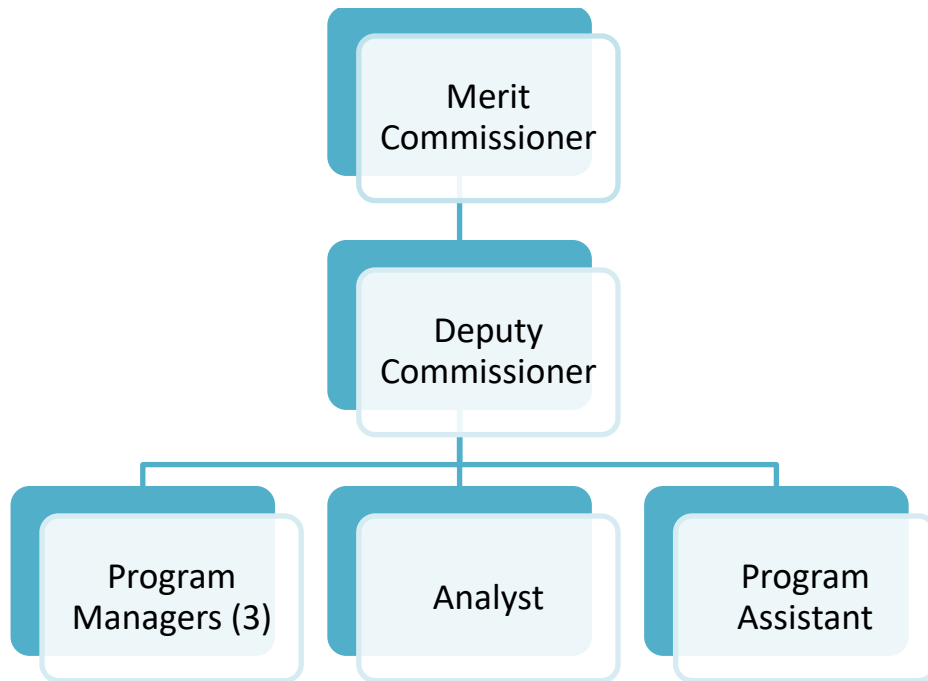 Merit
Commissioner
Deputy
Commissioner
Program
Managers (3)
Analyst
Program
Assistant